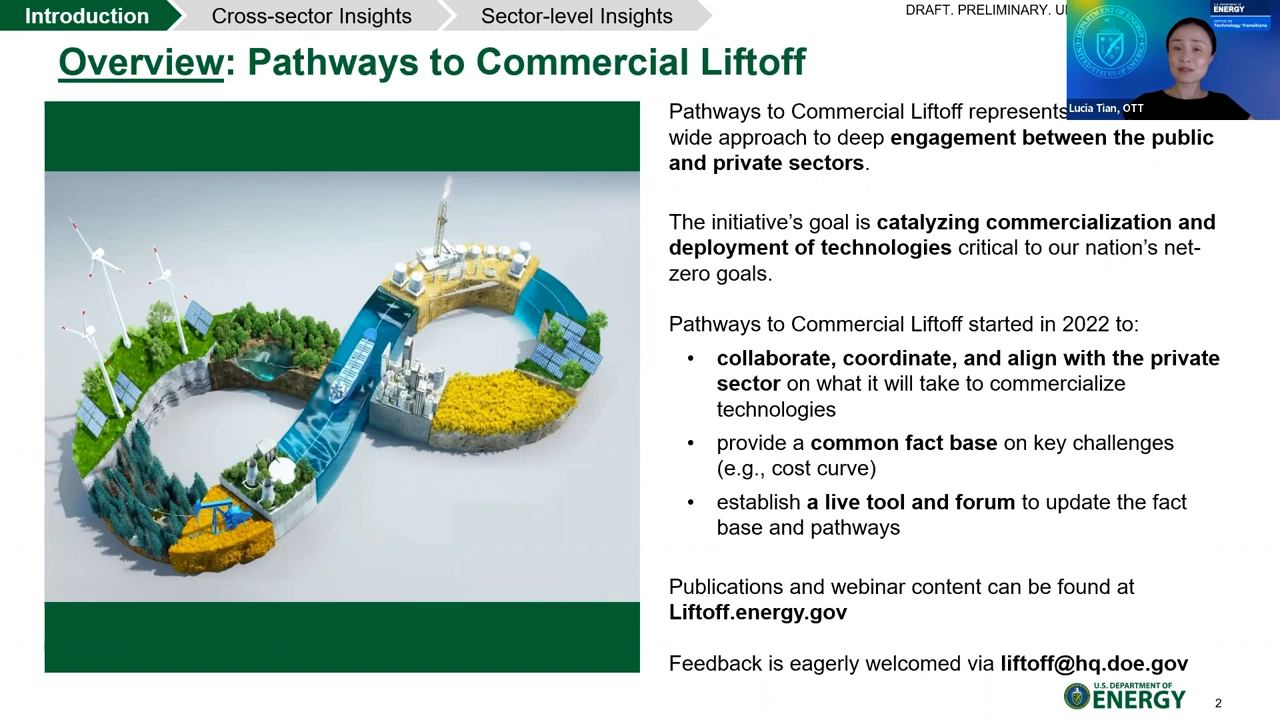 Introduction
Cross-sector Insights
Sector-level Insights
DRAFT. PRELIMINARY.
U.S. DEPARTMENT OF
ENERGY
OFFICE OF
Technology Transitions
Lucia Tian, OTT
Overview: Pathways to Commercial Liftoff
Pathways to Commercial Liftoff represents
wide approach to deep engagement between the public
and private sectors.
The initiative’s goal is catalyzing commercialization and
deployment of technologies critical to our nation’s net-
zero goals.
Pathways to Commercial Liftoff started in 2022 to:
• collaborate, coordinate, and align with the private
sector on what it will take to commercialize
technologies
• provide a common fact base on key challenges
(e.g., cost curve)
• establish a live tool and forum to update the fact
base and pathways
Publications and webinar content can be found at
Liftoff.energy.gov
Feedback is eagerly welcomed via liftoff@hq.doe.gov
U.S. DEPARTMENT OF
ENERGY
2